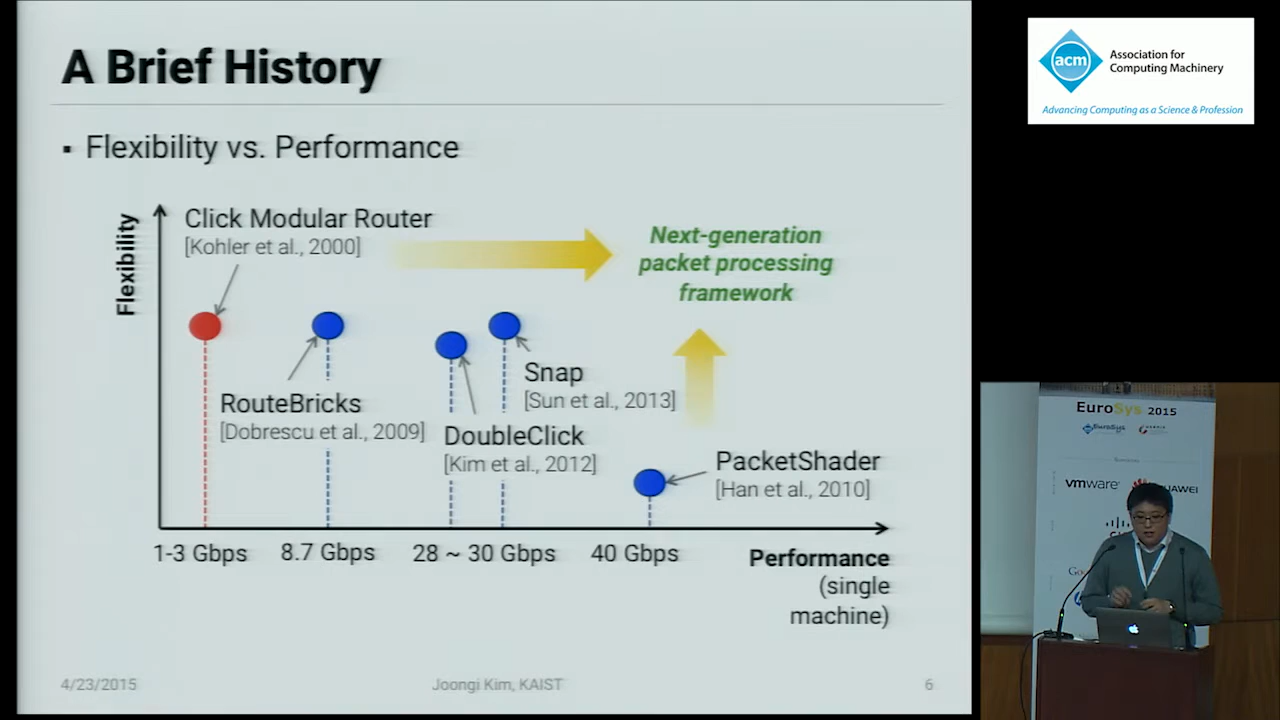 A Brief History
▪ Flexibility vs. Performance
Flexibility
Click Modular Router
[Kohler et al., 2000]
Next-generation
packet processing
framework
RouteBricks
[Dobrescu et al., 2009]
Snap
[Sun et al., 2013]
DoubleClick
[Kim et al., 2012]
PacketShader
[Han et al., 2010]
1-3 Gbps
8.7 Gbps
28 ~ 30 Gbps
40 Gbps
Performance
(single
machine)
4/23/2015
Joongi Kim, KAIST
6
acm
Association for
Computing Machinery
Advancing Computing as a Science & Profession
EuroSys 2015
EuroSys
vmware